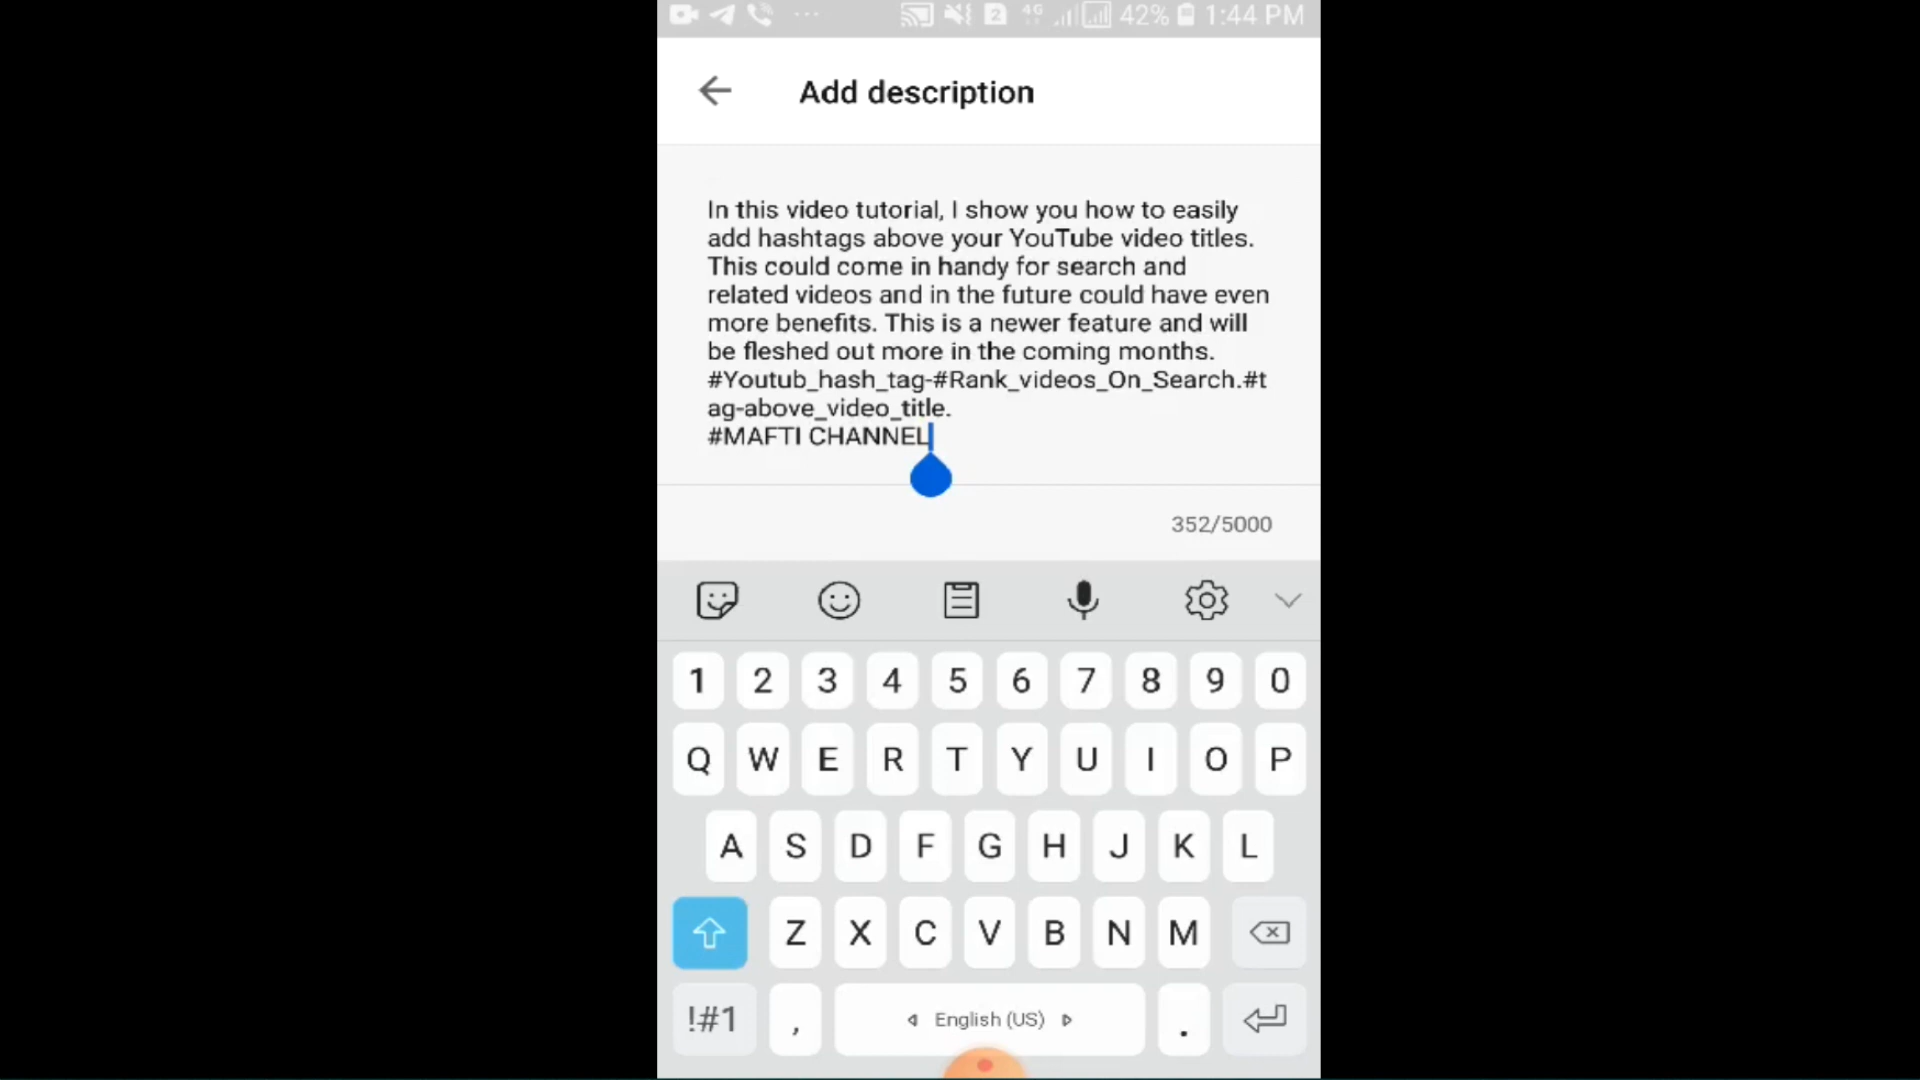 2 4G 42% 1:44 PM
Add description
In this video tutorial, I show you how to easily
add hashtags above your YouTube video titles.
This could come in handy for search and
related videos and in the future could have even
more benefits. This is a newer feature and will
be fleshed out more in the coming months.
#Youtub_hash_tag-#Rank_videos_On_Search.#t
ag-above_video_title.
#MAFTI CHANNEL
352/5000
1 2 3 4 5 6 7 8 9 0
Q W E R T Y U I O P
A S D F G H J K L
Z X C V B N M
!#1 , English (US) .